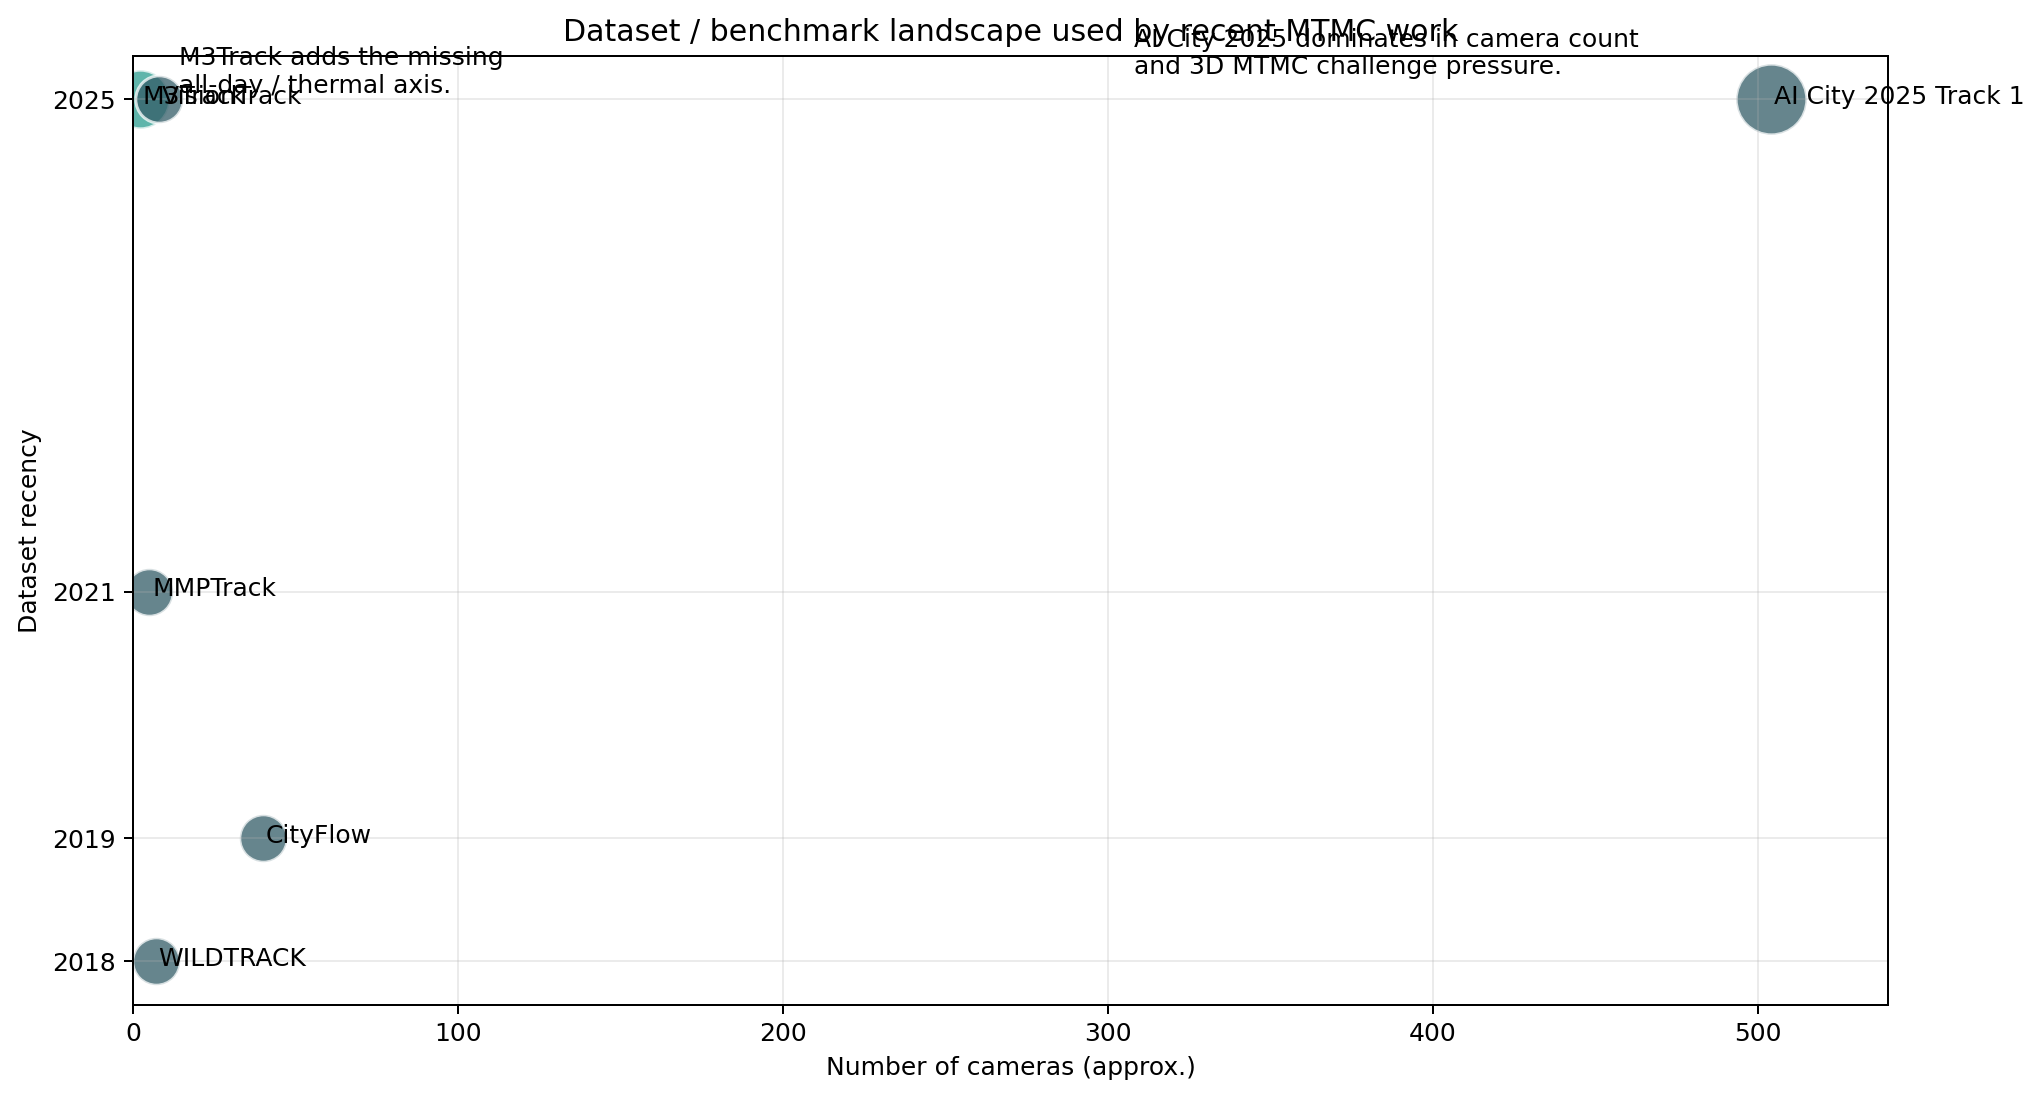 Dataset / benchmark landscape used by recent MTMC work
AI City 2025 dominates in camera count
and 3D MTMC challenge pressure.
M3Track adds the missing
all-day / thermal axis.
M3Track
VisionTrack
AI City 2025 Track 1
MMPTrack
CityFlow
WILDTRACK
Dataset recency
2025
2021
2019
2018
0
100
200
300
400
500
Number of cameras (approx.)